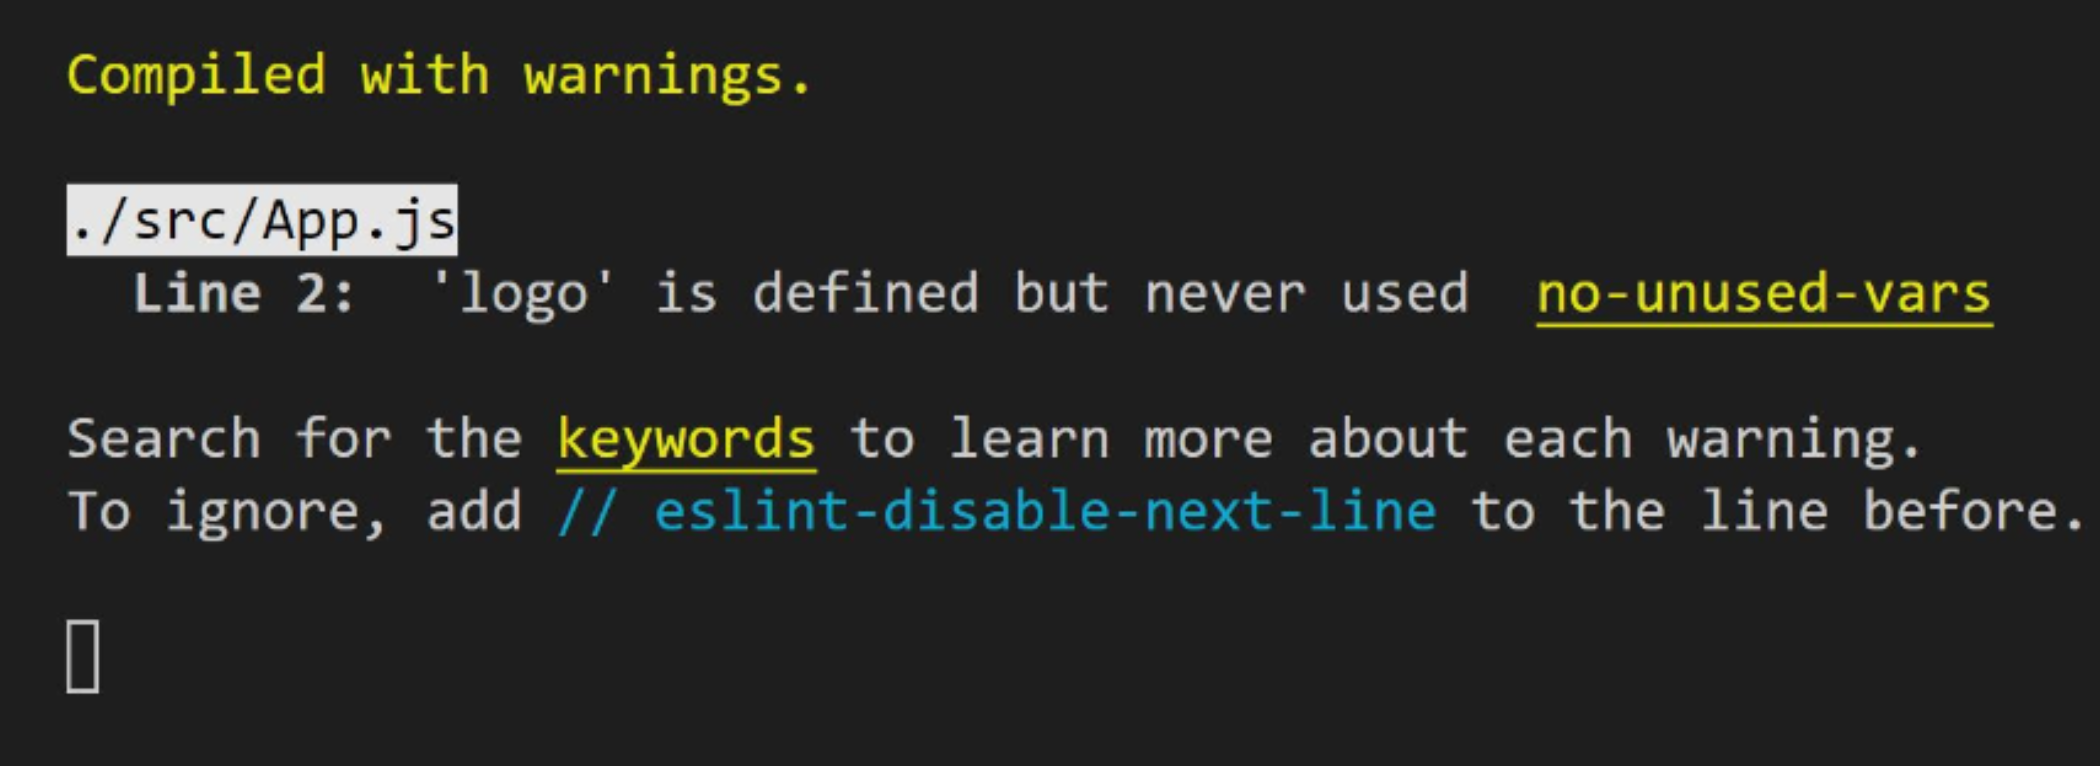 Compiled with warnings.
./src/App.js
Line 2:  'logo' is defined but never used  no-unused-vars
Search for the keywords to learn more about each warning.
To ignore, add // eslint-disable-next-line to the line before.